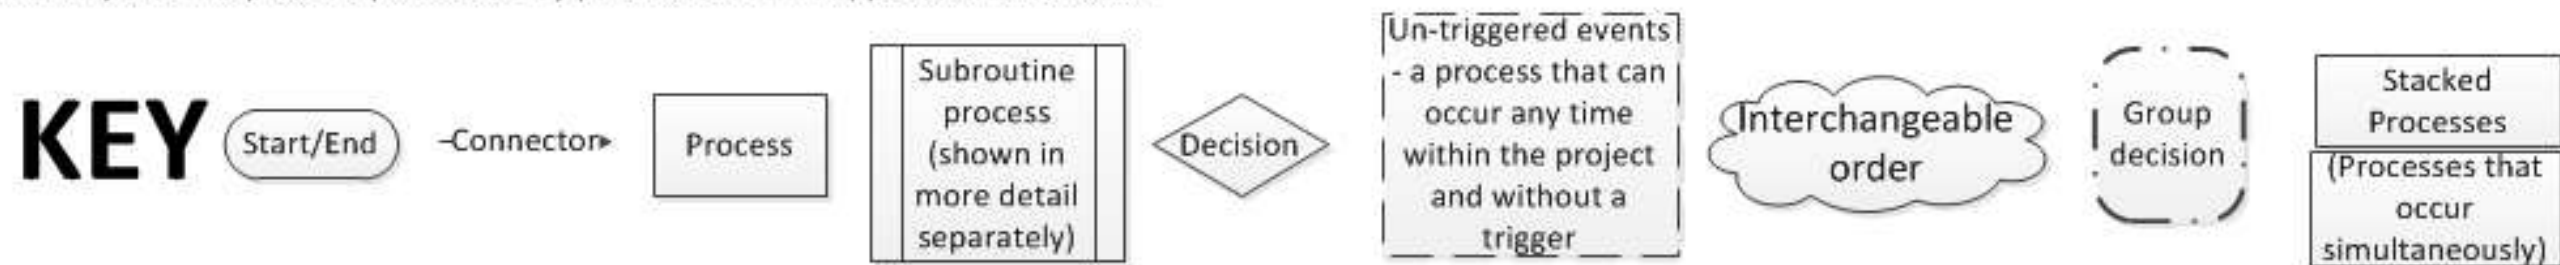 KEY
Start/End
Connector
Process
Subroutine
process
(shown in
more detail
separately)
Decision
Un-triggered events
- a process that can
occur any time
within the project
and without a
trigger
Interchangeable
order
Group
decision
Stacked
Processes
(Processes that
occur
simultaneously)